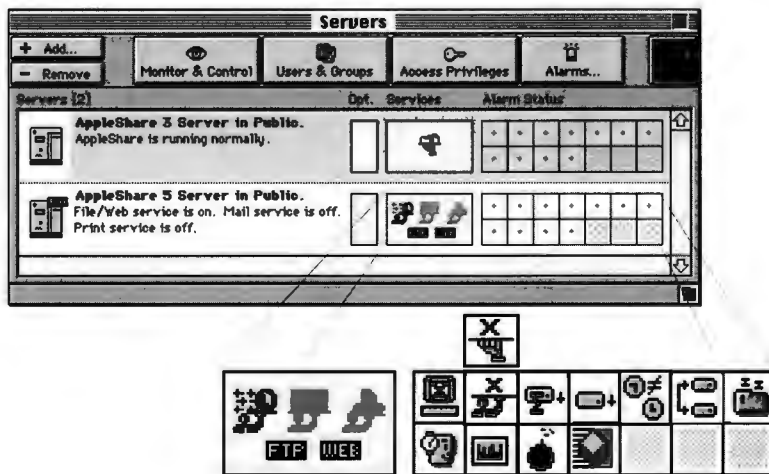 Servers
+ Add...
- Remove
Monitor & Control
Users & Groups
Access Privileges
Alarms...
Servers [2]
Opt.
Services
Alarm Status
AppleShare 3 Server in Public.
AppleShare is running normally.
AppleShare 5 Server in Public.
File/Web service is on. Mail service is off.
Print service is off.
FTP WEB